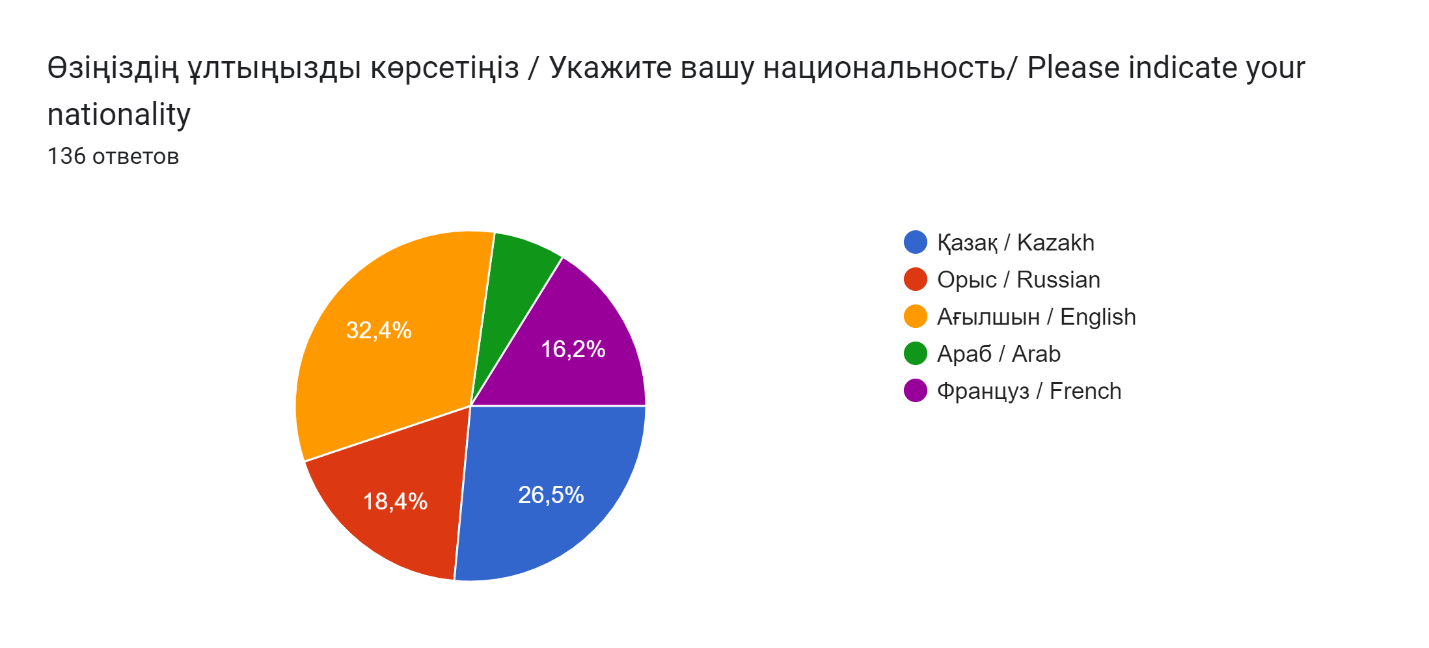 Өзіңіздің ұлтыңызды көрсетіңіз / Укажите вашу национальность/ Please indicate your
nationality
136 ответов
32,4%
16,2%
18,4%
26,5%
Қазақ / Kazakh
Орыс / Russian
Ағылшын / English
Араб / Arab
Француз / French